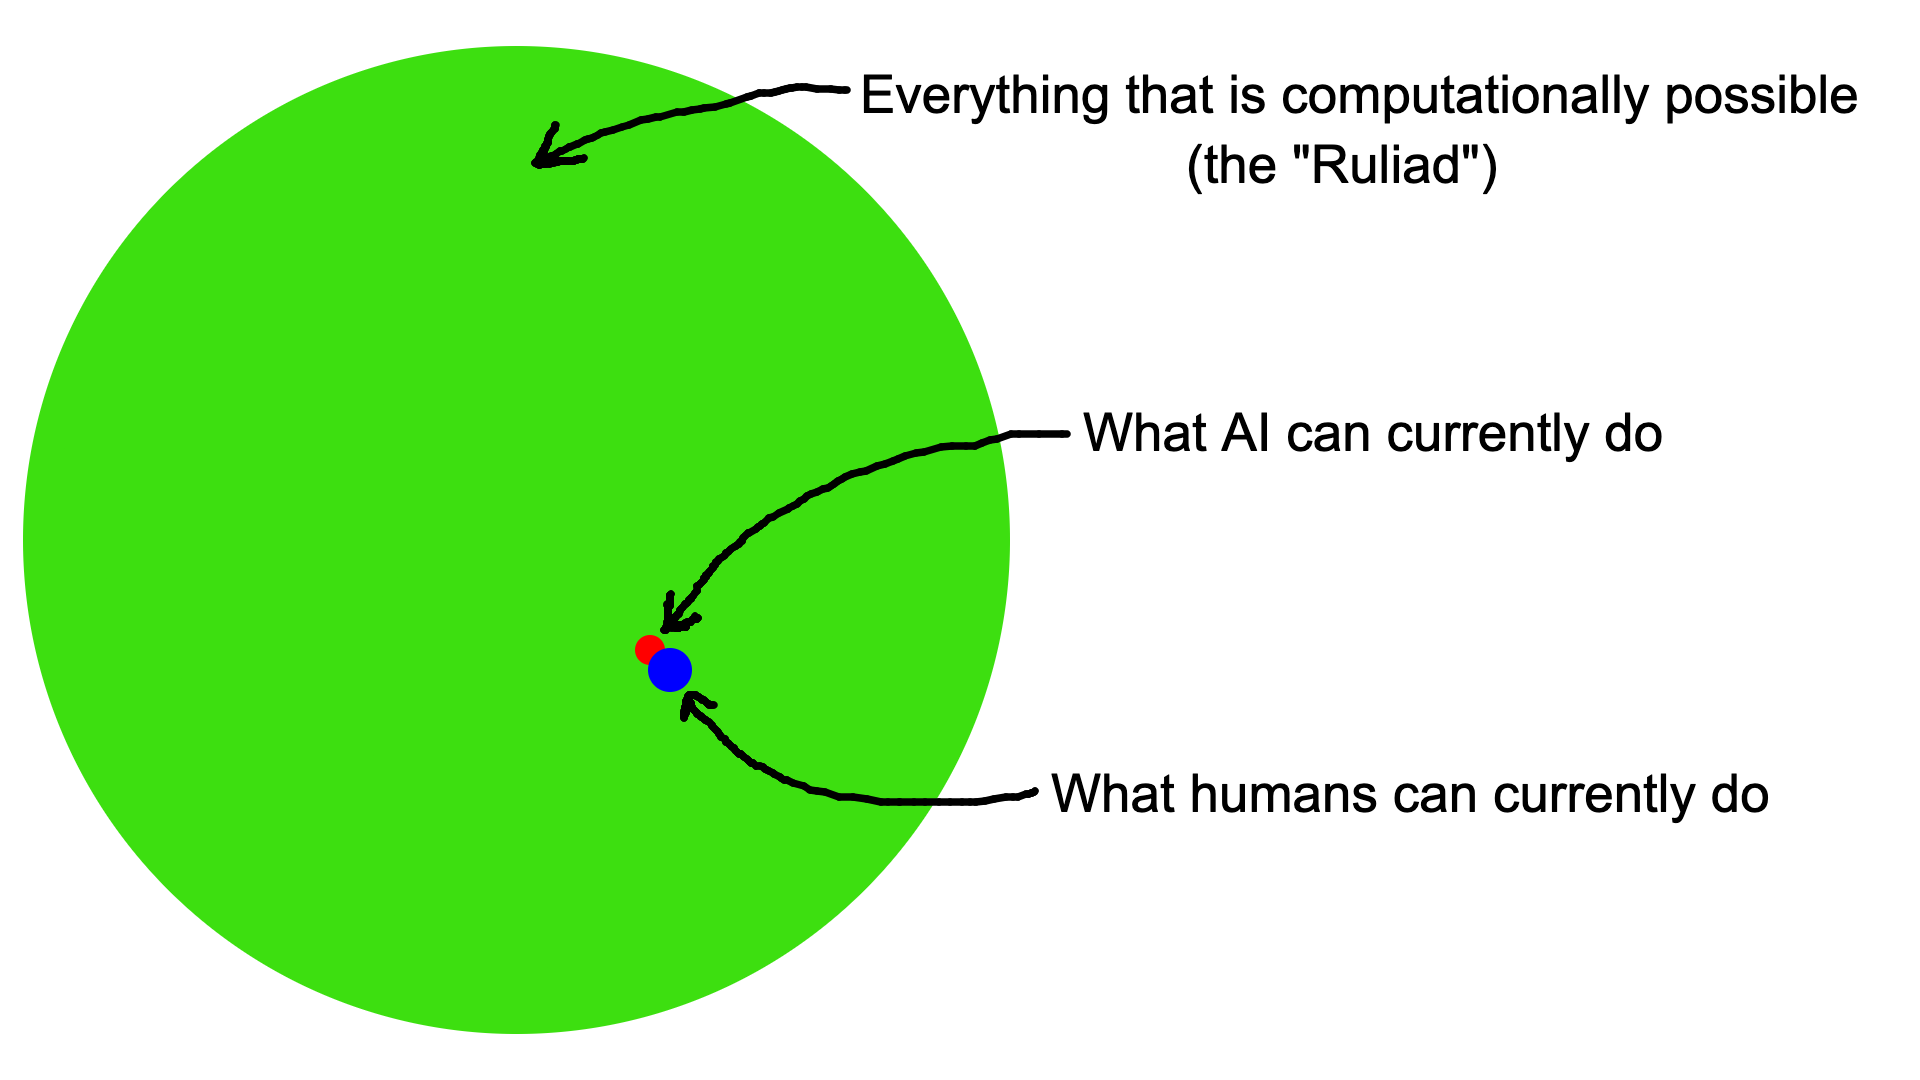 Everything that is computationally possible
(the "Ruliad")
What AI can currently do
What humans can currently do